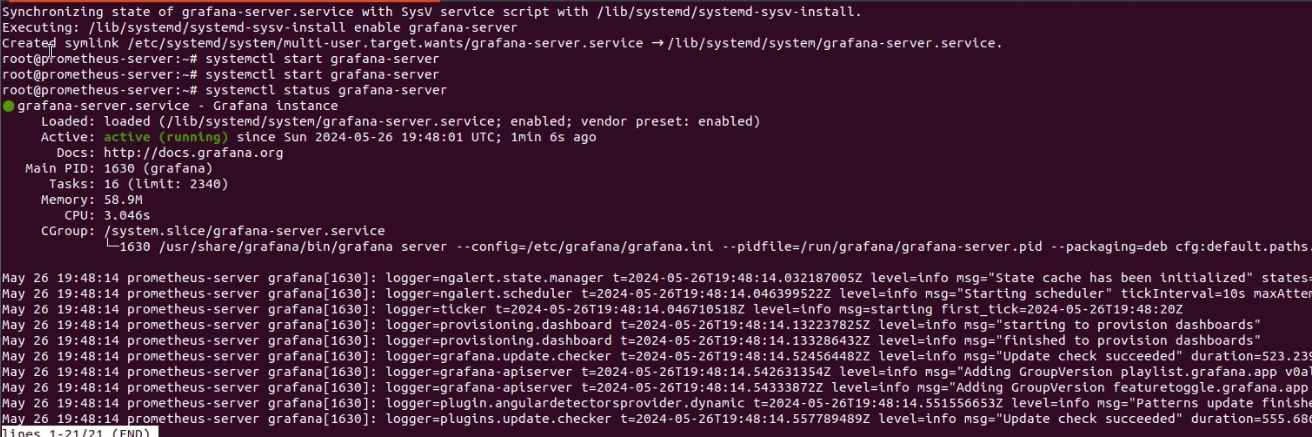 Synchronizing state of grafana-server.service with SysV service script with /lib/systemd/systemd-sysv-install.
Executing: /lib/systemd/systemd-sysv-install enable grafana-server
Created symlink /etc/systemd/system/multi-user.target.wants/grafana-server.service → /lib/systemd/system/grafana-server.service.
root@prometheus-server:~# systemctl start grafana-server
root@prometheus-server:~# systemctl start grafana-server
root@prometheus-server:~# systemctl status grafana-server
● grafana-server.service - Grafana instance
Loaded: loaded (/lib/systemd/system/grafana-server.service; enabled; vendor preset: enabled)
Active: active (running) since Sun 2024-05-26 19:48:01 UTC; 1min 6s ago
Docs: http://docs.grafana.org
Main PID: 1630 (grafana)
Tasks: 16 (limit: 2340)
Memory: 58.9M
CPU: 3.046s
CGroup: /system.slice/grafana-server.service
└─1630 /usr/share/grafana/bin/grafana server --config=/etc/grafana/grafana.ini --pidfile=/run/grafana/grafana-server.pid --packaging=deb cfg:default.paths.
May 26 19:48:14 prometheus-server grafana[1630]: logger=ngalert.state.manager t=2024-05-26T19:48:14.032187005Z level=info msg="State cache has been initialized" states=
May 26 19:48:14 prometheus-server grafana[1630]: logger=ngalert.scheduler t=2024-05-26T19:48:14.046399522Z level=info msg="Starting scheduler" tickInterval=10s maxAtte
May 26 19:48:14 prometheus-server grafana[1630]: logger=ticker t=2024-05-26T19:48:14.046710518Z level=info msg=starting first_tick=2024-05-26T19:48:20Z
May 26 19:48:14 prometheus-server grafana[1630]: logger=provisioning.dashboard t=2024-05-26T19:48:14.132237825Z level=info msg="starting to provision dashboards"
May 26 19:48:14 prometheus-server grafana[1630]: logger=provisioning.dashboard t=2024-05-26T19:48:14.133286432Z level=info msg="finished to provision dashboards"
May 26 19:48:14 prometheus-server grafana[1630]: logger=grafana.update.checker t=2024-05-26T19:48:14.524564482Z level=info msg="Update check succeeded" duration=523.239
May 26 19:48:14 prometheus-server grafana[1630]: logger=grafana-apiserver t=2024-05-26T19:48:14.542631354Z level=info msg="Adding GroupVersion playlist.grafana.app v0al
May 26 19:48:14 prometheus-server grafana[1630]: logger=grafana-apiserver t=2024-05-26T19:48:14.54333872Z level=info msg="Adding GroupVersion featuretoggle.grafana.app
May 26 19:48:14 prometheus-server grafana[1630]: logger=plugin.angulardetectorsprovider.dynamic t=2024-05-26T19:48:14.551556653Z level=info msg="Patterns update finishe
May 26 19:48:14 prometheus-server grafana[1630]: logger=plugins.update.checker t=2024-05-26T19:48:14.557789489Z level=info msg="Update check succeeded" duration=555.686
lines 1-21/21 (END)